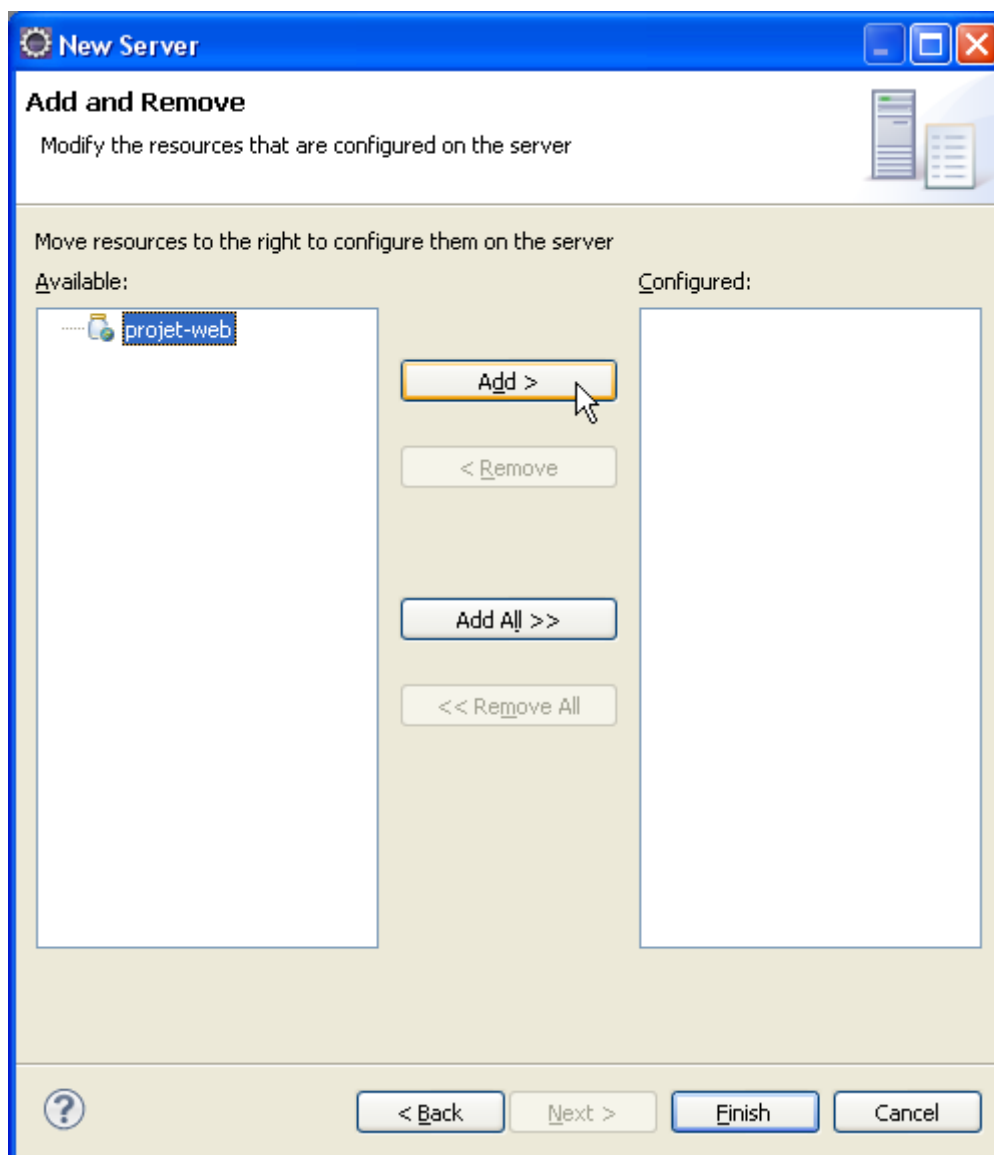 New Server
Add and Remove
Modify the resources that are configured on the server
Move resources to the right to configure them on the server
Available:
Configured:
projet-web
Add >
< Remove
Add All >>
<< Remove All
?
< Back
Next >
Finish
Cancel